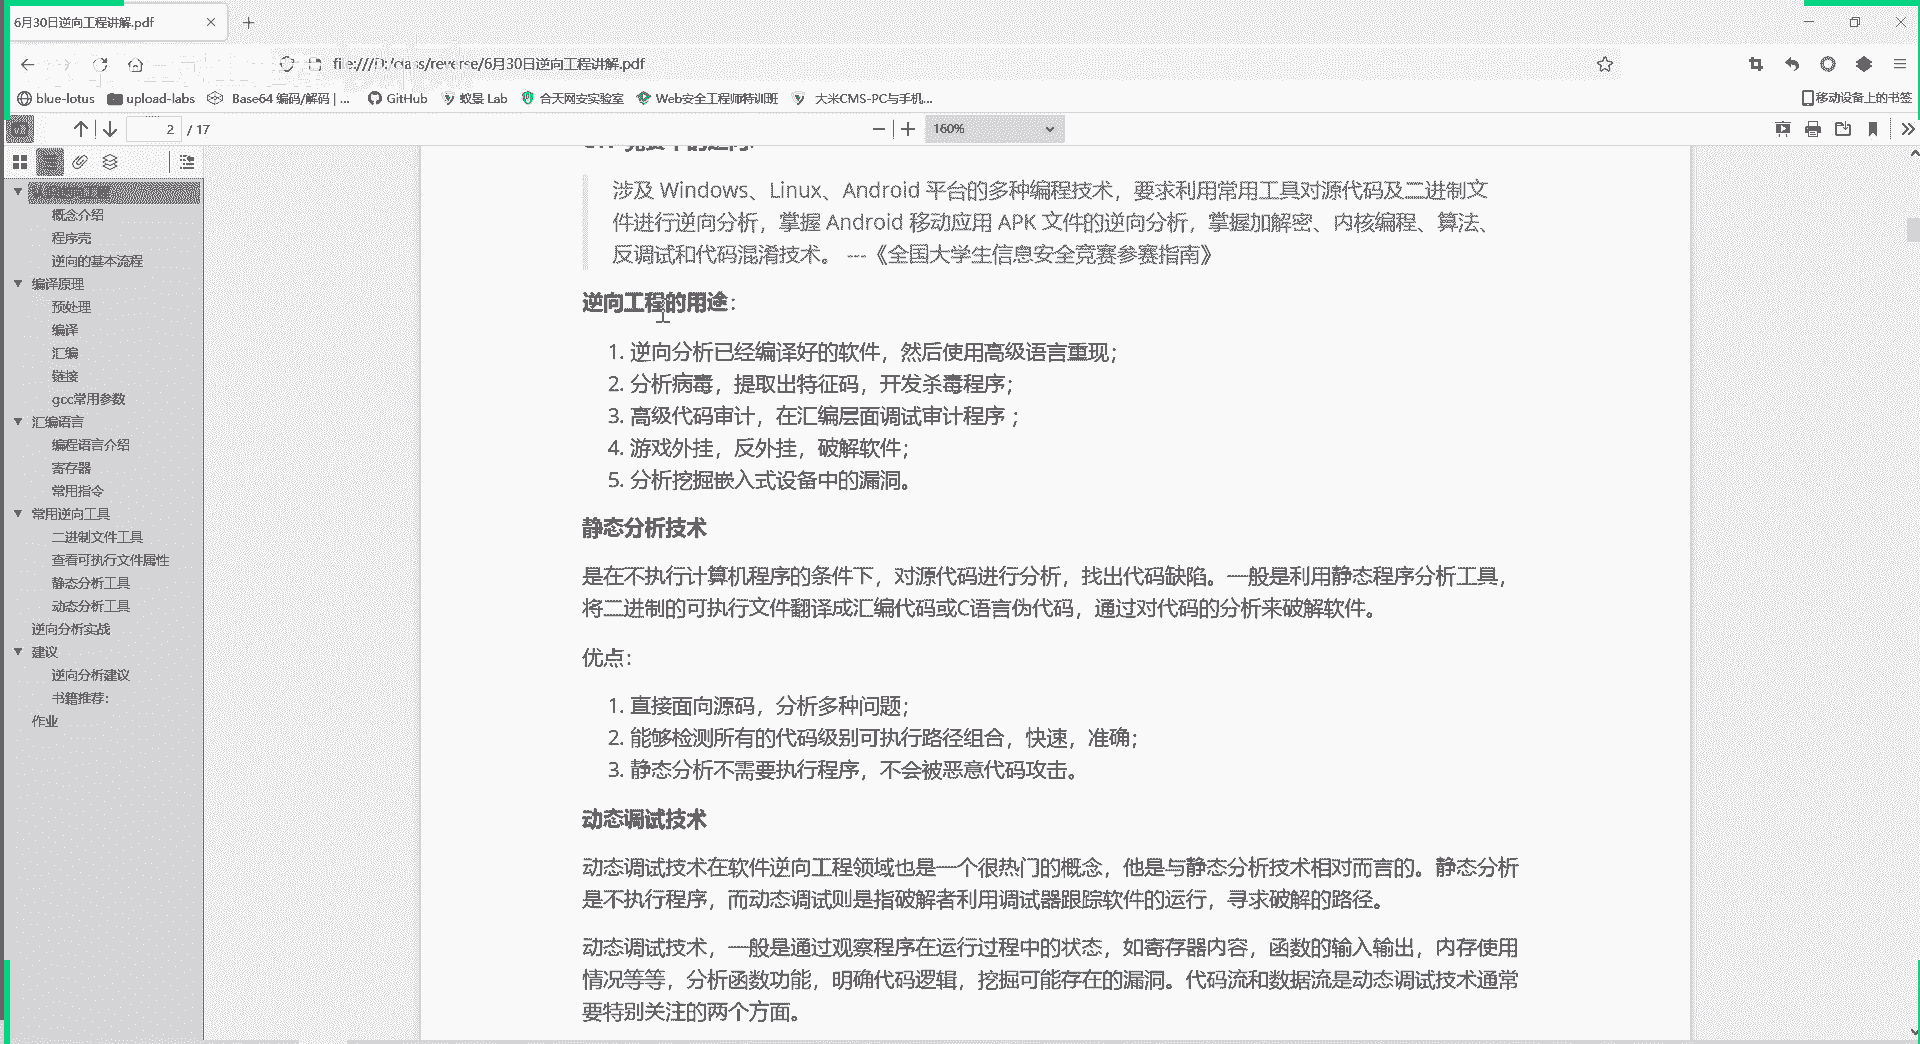 6月30日逆向工程讲解.pdf
file:///D:/class/reverse/6月30日逆向工程讲解.pdf
blue-lotus upload-labs Base64 编码/解码 | ... GitHub 蚁景 Lab 合天网安实验室 Web安全工程师特训班 大米CMS-PC与手机... 移动设备上的书签
2 / 17 160%
概念介绍
程序壳
逆向的基本流程
编译原理
预处理
编译
汇编
链接
gcc常用参数
汇编语言
编程语言介绍
寄存器
常用指令
常用逆向工具
二进制文件工具
查看可执行文件属性
静态分析工具
动态分析工具
逆向分析实战
建议
逆向分析建议
书籍推荐:
作业
涉及 Windows、Linux、Android 平台的多种编程技术，要求利用常用工具对源代码及二进制文
件进行逆向分析，掌握 Android 移动应用 APK 文件的逆向分析，掌握加解密、内核编程、算法、
反调试和代码混淆技术。 ---《全国大学生信息安全竞赛参赛指南》
逆向工程的用途:
1. 逆向分析已经编译好的软件，然后使用高级语言重现；
2. 分析病毒，提取出特征码，开发杀毒程序；
3. 高级代码审计，在汇编层面调试审计程序 ；
4. 游戏外挂，反外挂，破解软件；
5. 分析挖掘嵌入式设备中的漏洞。
静态分析技术
是在不执行计算机程序的条件下，对源代码进行分析，找出代码缺陷。一般是利用静态程序分析工具，
将二进制的可执行文件翻译成汇编代码或C语言伪代码，通过对代码的分析来破解软件。
优点：
1. 直接面向源码，分析多种问题；
2. 能够检测所有的代码级别可执行路径组合，快速，准确；
3. 静态分析不需要执行程序，不会被恶意代码攻击。
动态调试技术
动态调试技术在软件逆向工程领域也是一个很热门的概念，他是与静态分析技术相对而言的。静态分析
是不执行程序，而动态调试则是指破解者利用调试器跟踪软件的运行，寻求破解的路径。
动态调试技术，一般是通过观察程序在运行过程中的状态，如寄存器内容，函数的输入输出，内存使用
情况等等，分析函数功能，明确代码逻辑，挖掘可能存在的漏洞。代码流和数据流是动态调试技术通常
要特别关注的两个方面。